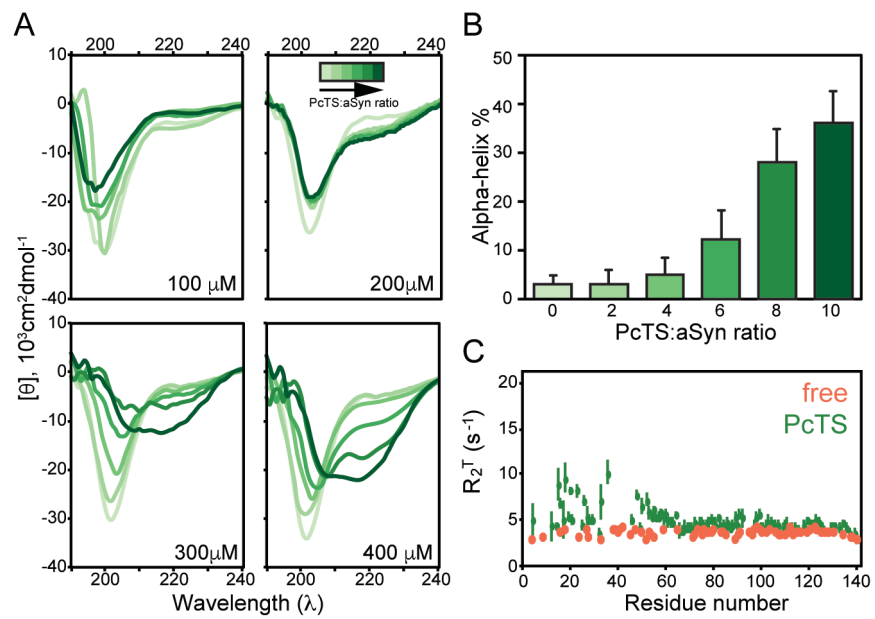 A
200 220 240
200 220 240
10
0
-10
-20
-30
-40
PcTS:aSyn ratio
100 μM
200μM
10
0
-10
-20
-30
-40
300μM
400 μM
200 220 240
200 220 240
[θ], 10³cm²dmol⁻¹
Wavelength (λ)
B
50
40
30
20
10
0
Alpha-helix %
0 2 4 6 8 10
PcTS:aSyn ratio
C
20
15
10
5
0
R₂ᵀ (s⁻¹)
free
PcTS
0 20 40 60 80 100 120 140
Residue number